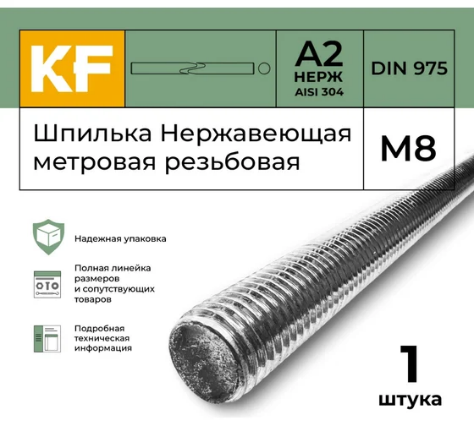 KF
A2
НЕРЖ
AISI 304
DIN 975
Шпилька Нержавеющая
метровая резьбовая
M8
Надежная упаковка
Полная линейка
размеров
и сопутствующих
товаров
Подробная
техническая
информация
1
штука